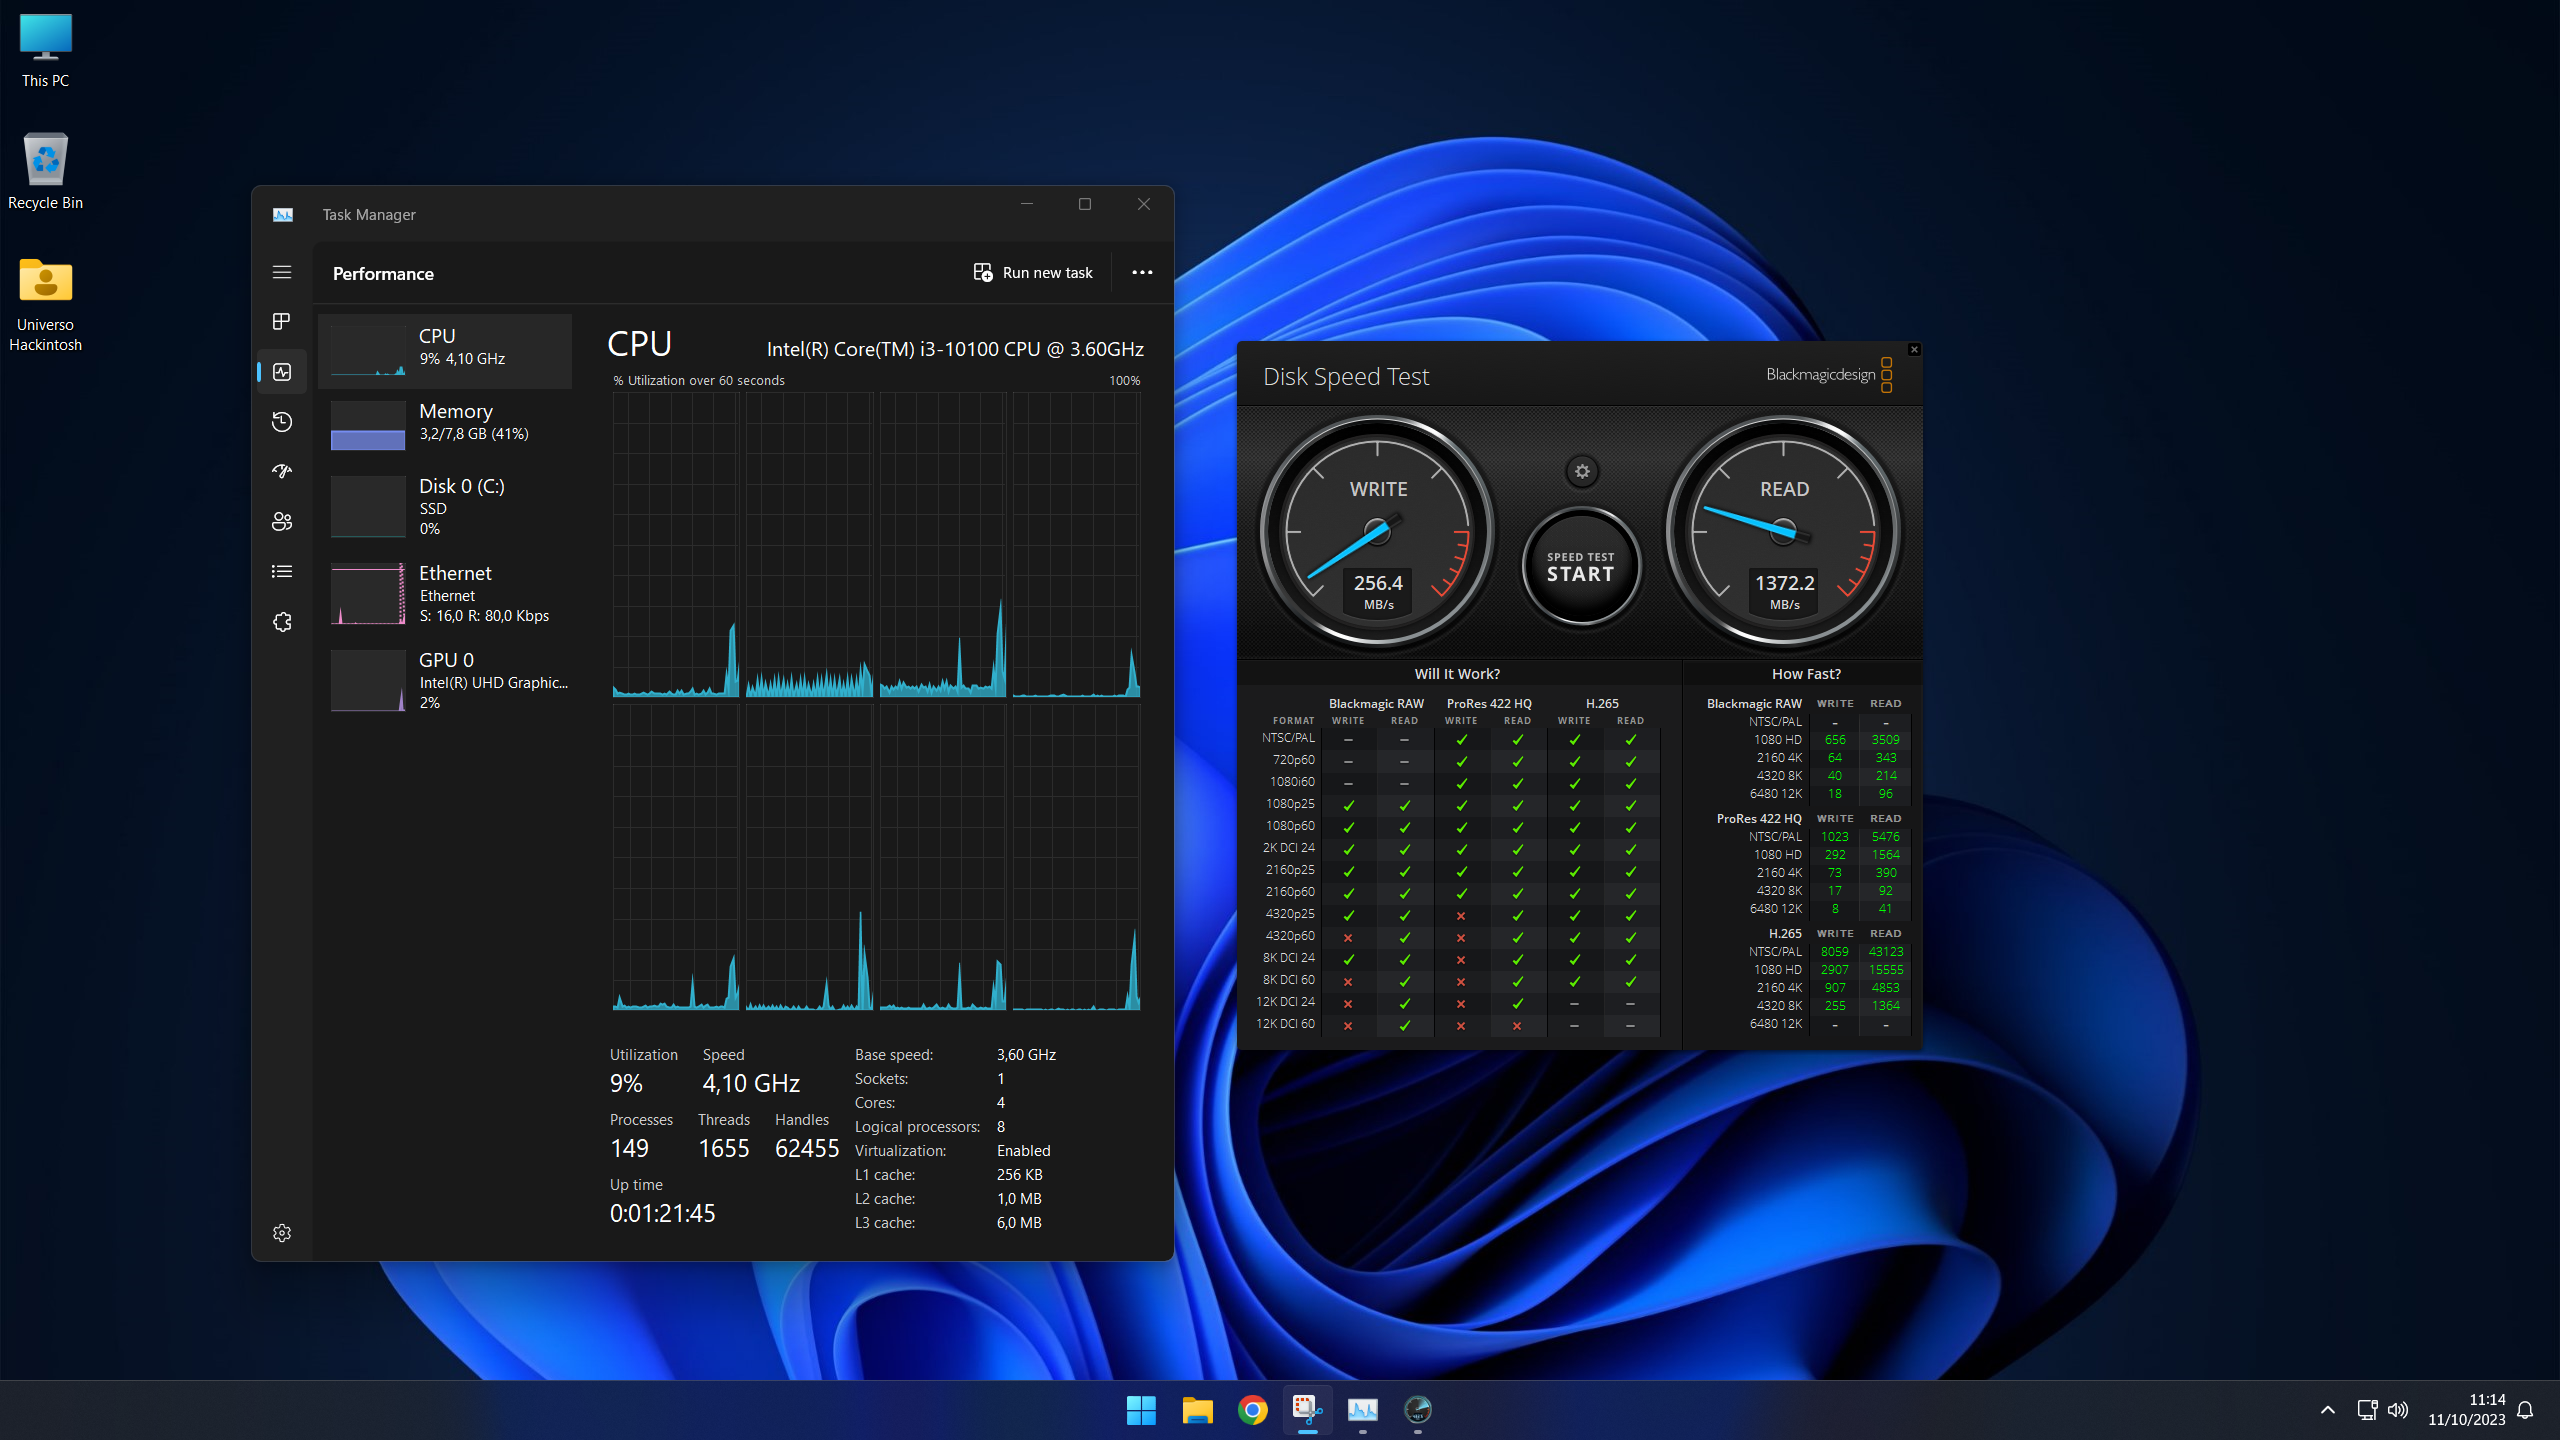 This PC
Recycle Bin
Universo
Hackintosh
Task Manager
Performance
Run new task
CPU
9% 4,10 GHz
Memory
3,2/7,8 GB (41%)
Disk 0 (C:)
SSD
0%
Ethernet
Ethernet
S: 16,0 R: 80,0 Kbps
GPU 0
Intel(R) UHD Graphic...
2%
CPU
Intel(R) Core(TM) i3-10100 CPU @ 3.60GHz
% Utilization over 60 seconds 100%
Utilization Speed
9% 4,10 GHz
Processes Threads Handles
149 1655 62455
Up time
0:01:21:45
Base speed: 3,60 GHz
Sockets: 1
Cores: 4
Logical processors: 8
Virtualization: Enabled
L1 cache: 256 KB
L2 cache: 1,0 MB
L3 cache: 6,0 MB
Disk Speed Test
Blackmagicdesign
WRITE
256.4
MB/s
SPEED TEST
START
READ
1372.2
MB/s
Will It Work?
Blackmagic RAW ProRes 422 HQ H.265
FORMAT WRITE READ WRITE READ WRITE READ
NTSC/PAL – – ✓ ✓ ✓ ✓
720p60 – – ✓ ✓ ✓ ✓
1080i60 – – ✓ ✓ ✓ ✓
1080p25 ✓ ✓ ✓ ✓ ✓ ✓
1080p60 ✓ ✓ ✓ ✓ ✓ ✓
2K DCI 24 ✓ ✓ ✓ ✓ ✓ ✓
2160p25 ✓ ✓ ✓ ✓ ✓ ✓
2160p60 ✓ ✓ ✓ ✓ ✓ ✓
4320p25 ✓ ✓ × ✓ ✓ ✓
4320p60 × ✓ × ✓ ✓ ✓
8K DCI 24 ✓ ✓ × ✓ ✓ ✓
8K DCI 60 × ✓ × ✓ ✓ ✓
12K DCI 24 × ✓ × ✓ – –
12K DCI 60 × ✓ × × – –
How Fast?
Blackmagic RAW WRITE READ
NTSC/PAL - -
1080 HD 656 3509
2160 4K 64 343
4320 8K 40 214
6480 12K 18 96
ProRes 422 HQ WRITE READ
NTSC/PAL 1023 5476
1080 HD 292 1564
2160 4K 73 390
4320 8K 17 92
6480 12K 8 41
H.265 WRITE READ
NTSC/PAL 8059 43123
1080 HD 2907 15555
2160 4K 907 4853
4320 8K 255 1364
6480 12K - -
11:14
11/10/2023